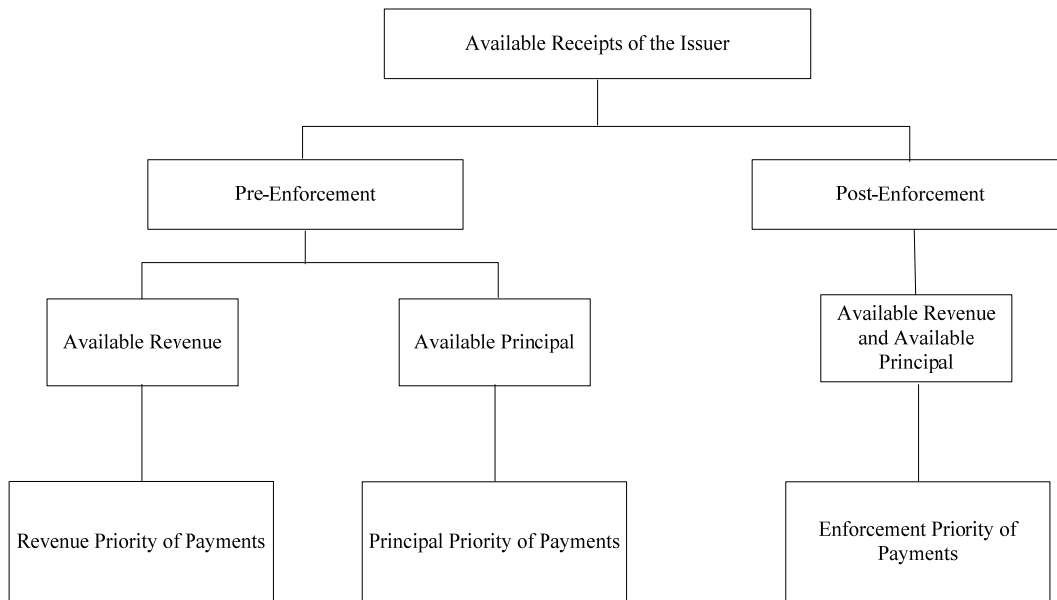 Available Receipts of the Issuer
Pre-Enforcement
Post-Enforcement
Available Revenue
Available Principal
Available Revenue
and Available
Principal
Revenue Priority of Payments
Principal Priority of Payments
Enforcement Priority of
Payments